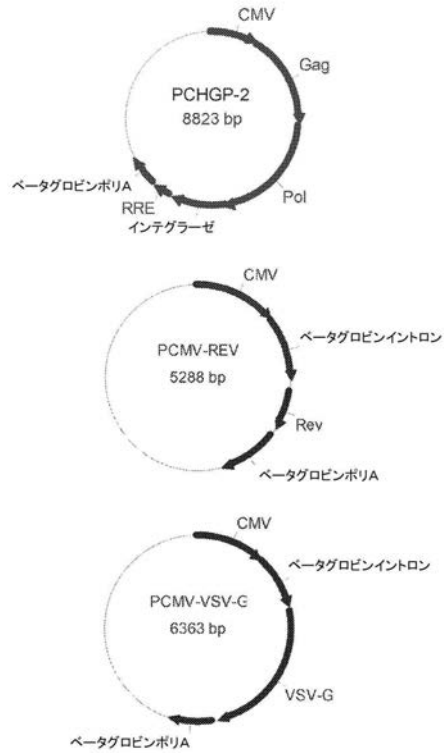 CMV
Gag
PCHGP-2
8823 bp
ベータグロビンポリA
RRE
インテグラーゼ
Pol
CMV
ベータグロビンイントロン
PCMV-REV
5288 bp
Rev
ベータグロビンポリA
CMV
ベータグロビンイントロン
PCMV-VSV-G
6363 bp
VSV-G
ベータグロビンポリA